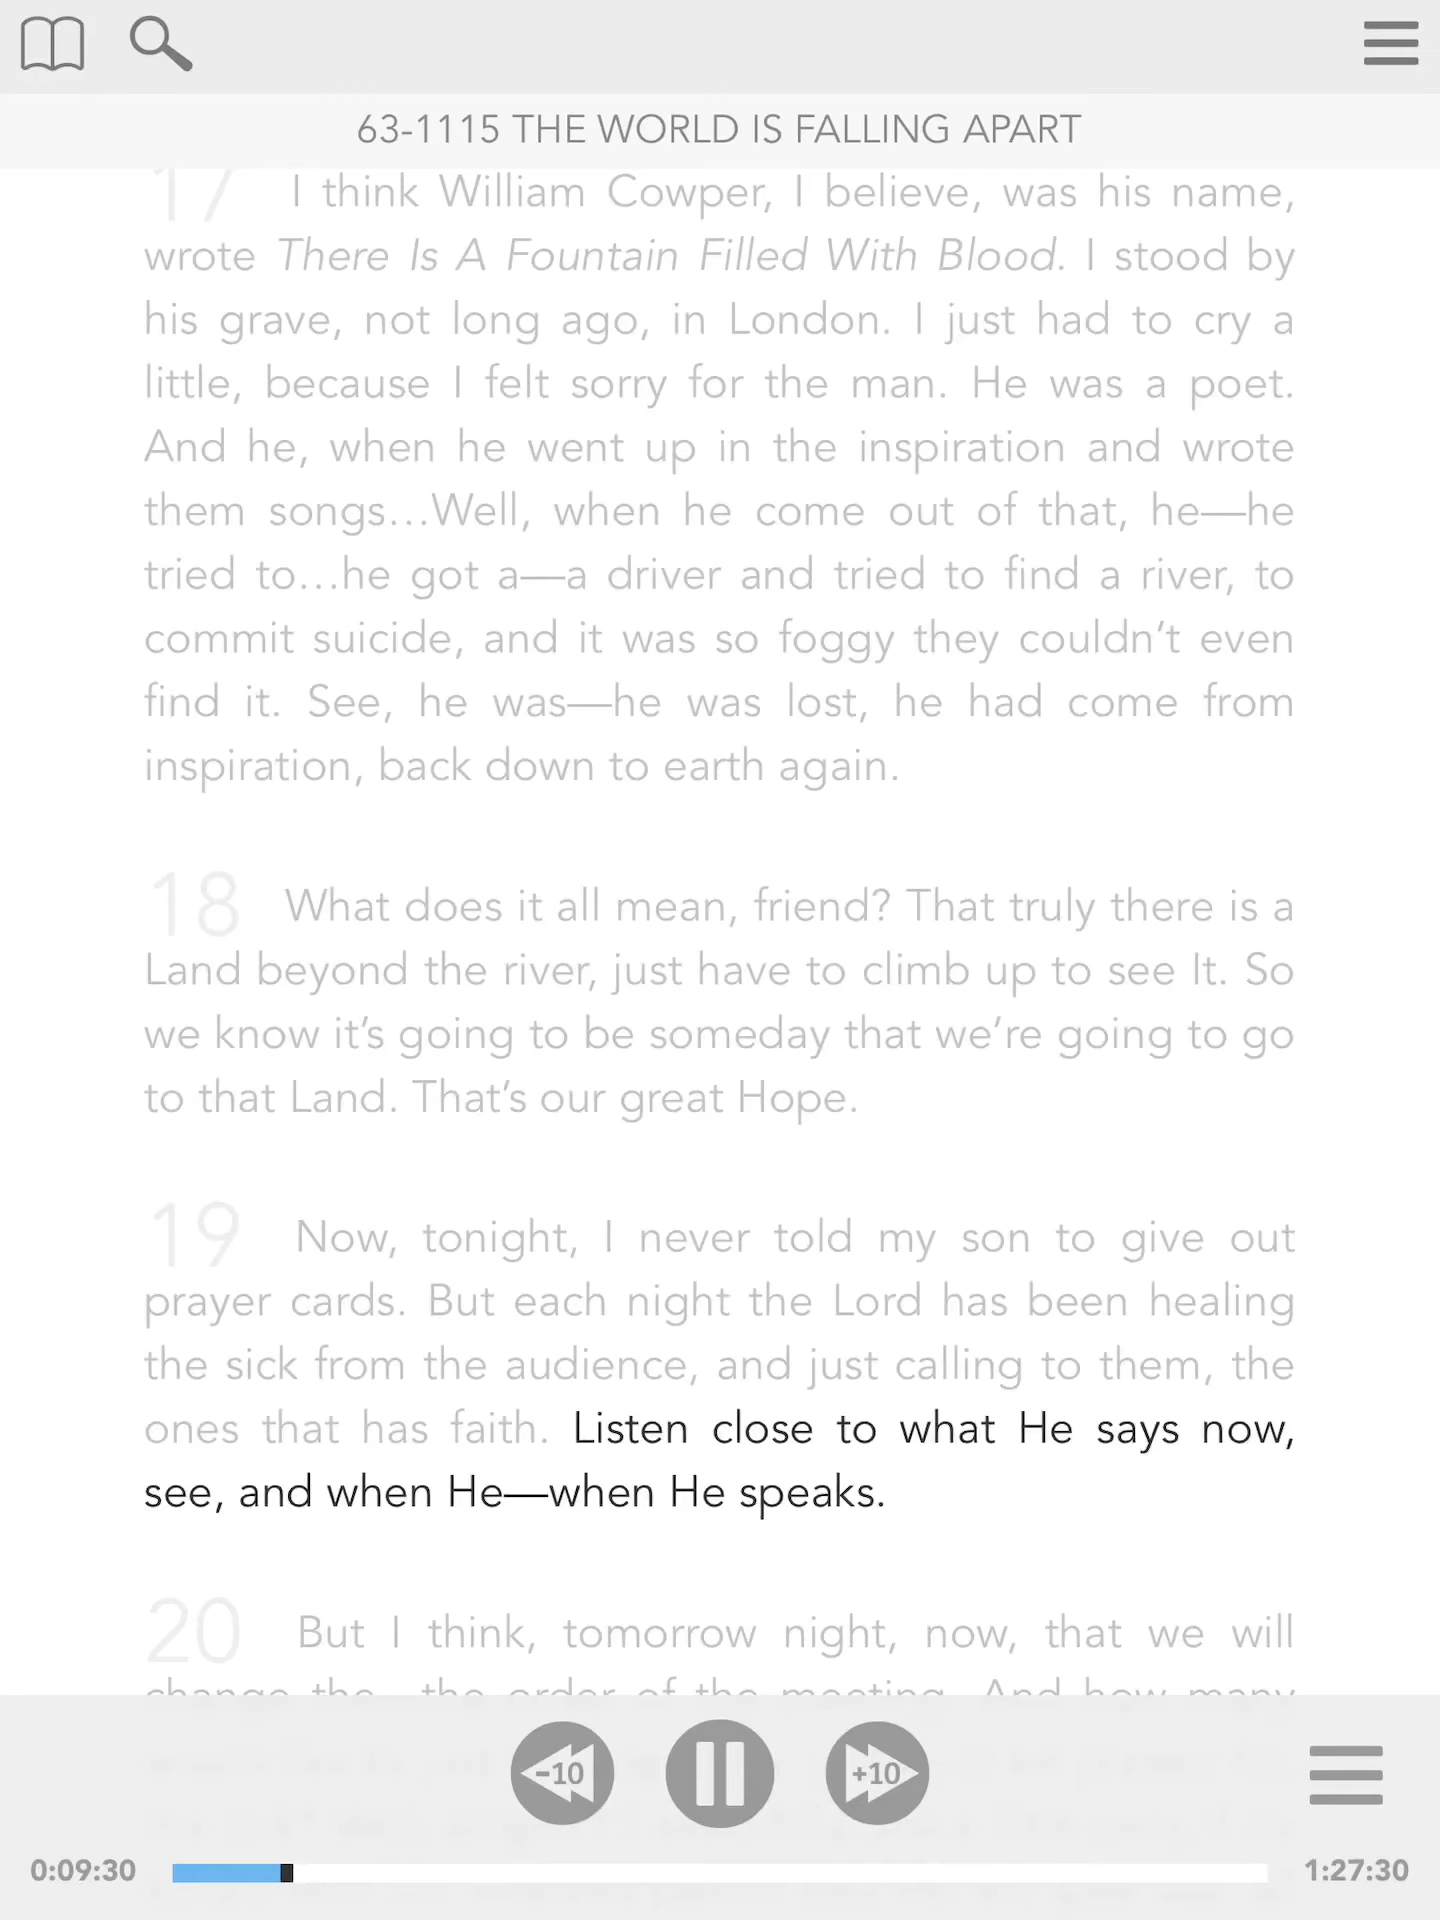 63-1115 THE WORLD IS FALLING APART
17 I think William Cowper, I believe, was his name,
wrote There Is A Fountain Filled With Blood. I stood by
his grave, not long ago, in London. I just had to cry a
little, because I felt sorry for the man. He was a poet.
And he, when he went up in the inspiration and wrote
them songs…Well, when he come out of that, he—he
tried to…he got a—a driver and tried to find a river, to
commit suicide, and it was so foggy they couldn’t even
find it. See, he was—he was lost, he had come from
inspiration, back down to earth again.
18 What does it all mean, friend? That truly there is a
Land beyond the river, just have to climb up to see It. So
we know it’s going to be someday that we’re going to go
to that Land. That’s our great Hope.
19 Now, tonight, I never told my son to give out
prayer cards. But each night the Lord has been healing
the sick from the audience, and just calling to them, the
ones that has faith. Listen close to what He says now,
see, and when He—when He speaks.
20 But I think, tomorrow night, now, that we will
change the—the order of the meeting. And how many
-10 +10
0:09:30 1:27:30